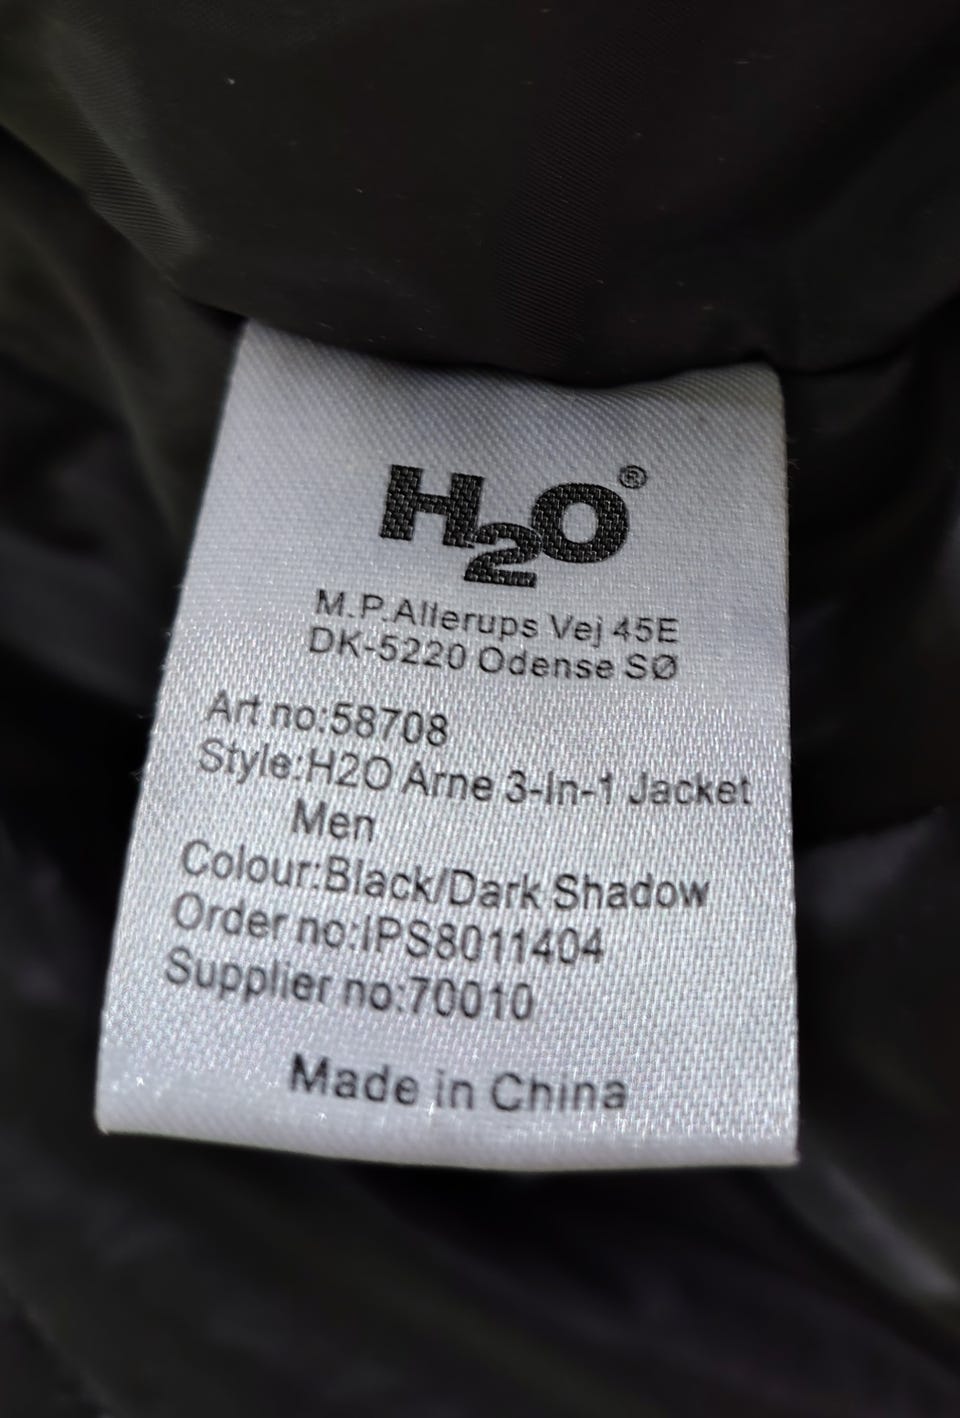 H2O®
M.P.Allerups Vej 45E
DK-5220 Odense SØ
Art no:58708
Style:H2O Arne 3-In-1 Jacket
Men
Colour:Black/Dark Shadow
Order no:IPS8011404
Supplier no:70010
Made in China